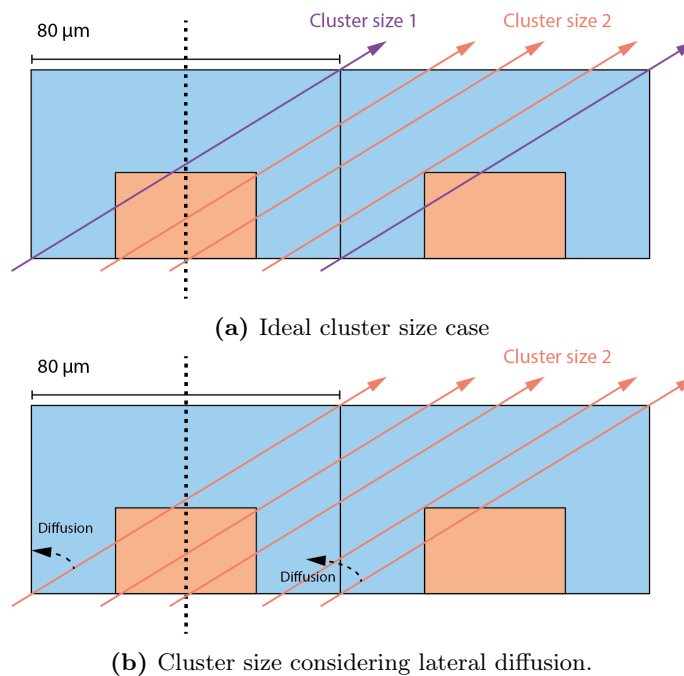 Cluster size 1
Cluster size 2
80 μm
(a) Ideal cluster size case
Cluster size 2
80 μm
Diffusion
Diffusion
(b) Cluster size considering lateral diffusion.